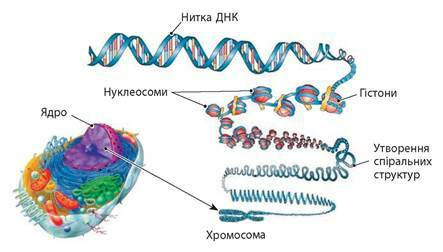 Нитка ДНК
Нуклеосоми
Гістони
Ядро
Утворення
спіральних
структур
Хромосома